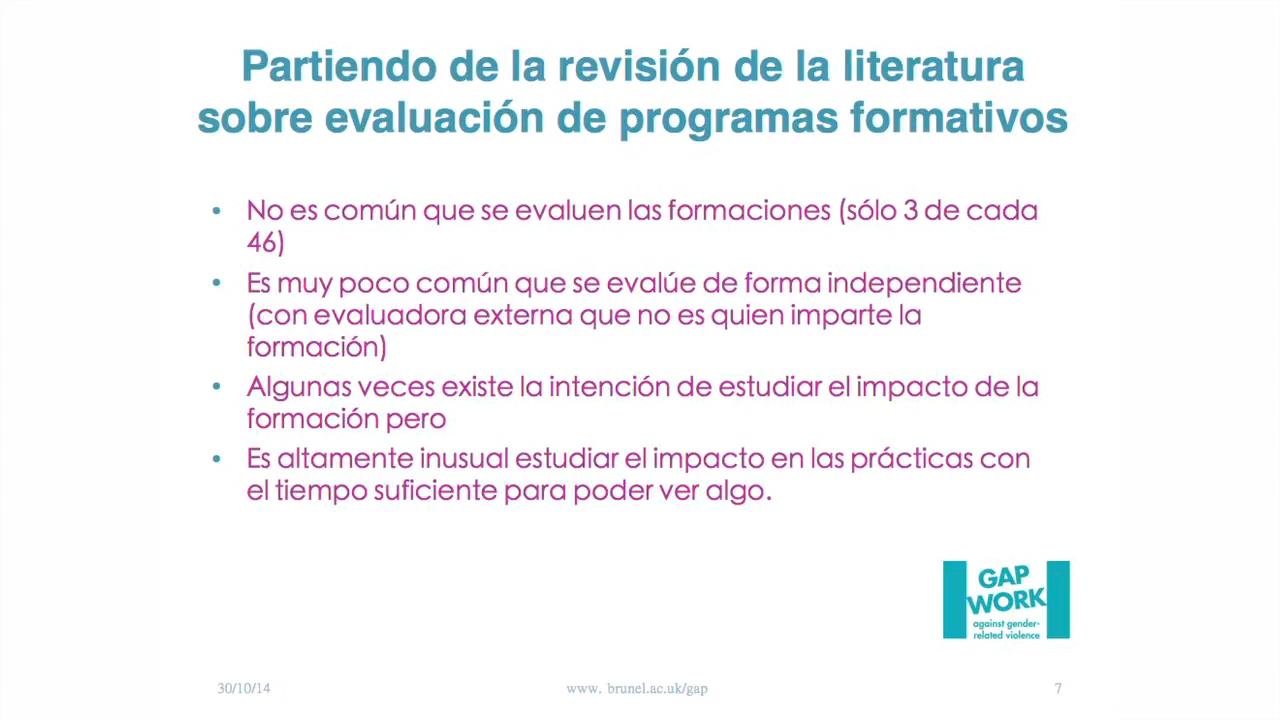 Partiendo de la revisión de la literatura
sobre evaluación de programas formativos
• No es común que se evaluen las formaciones (sólo 3 de cada
46)
• Es muy poco común que se evalúe de forma independiente
(con evaluadora externa que no es quien imparte la
formación)
• Algunas veces existe la intención de estudiar el impacto de la
formación pero
• Es altamente inusual estudiar el impacto en las prácticas con
el tiempo suficiente para poder ver algo.
GAP
WORK
against gender-
related violence
30/10/14
www. brunel.ac.uk/gap
7